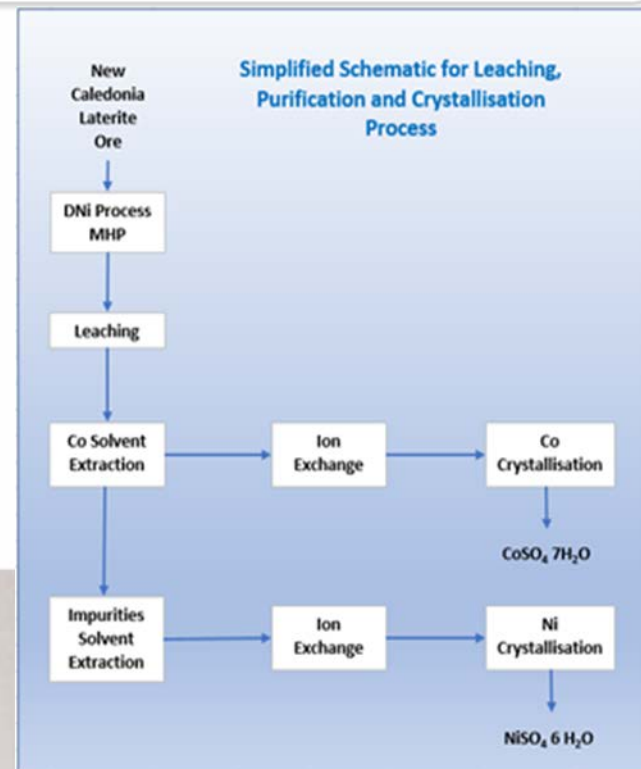 New
Caledonia
Laterite
Ore
Simplified Schematic for Leaching,
Purification and Crystallisation
Process
DNi Process
MHP
Leaching
Co Solvent
Extraction
Ion
Exchange
Co
Crystallisation
CoSO₄ 7H₂O
Impurities
Solvent
Extraction
Ion
Exchange
Ni
Crystallisation
NiSO₄ 6 H₂O